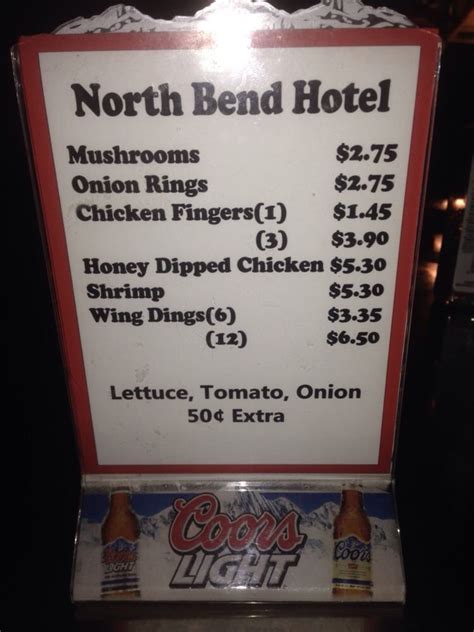 North Bend Hotel
Mushrooms $2.75
Onion Rings $2.75
Chicken Fingers(1) $1.45
(3) $3.90
Honey Dipped Chicken $5.30
Shrimp $5.30
Wing Dings(6) $3.35
(12) $6.50
Lettuce, Tomato, Onion
50¢ Extra
Coors
LIGHT